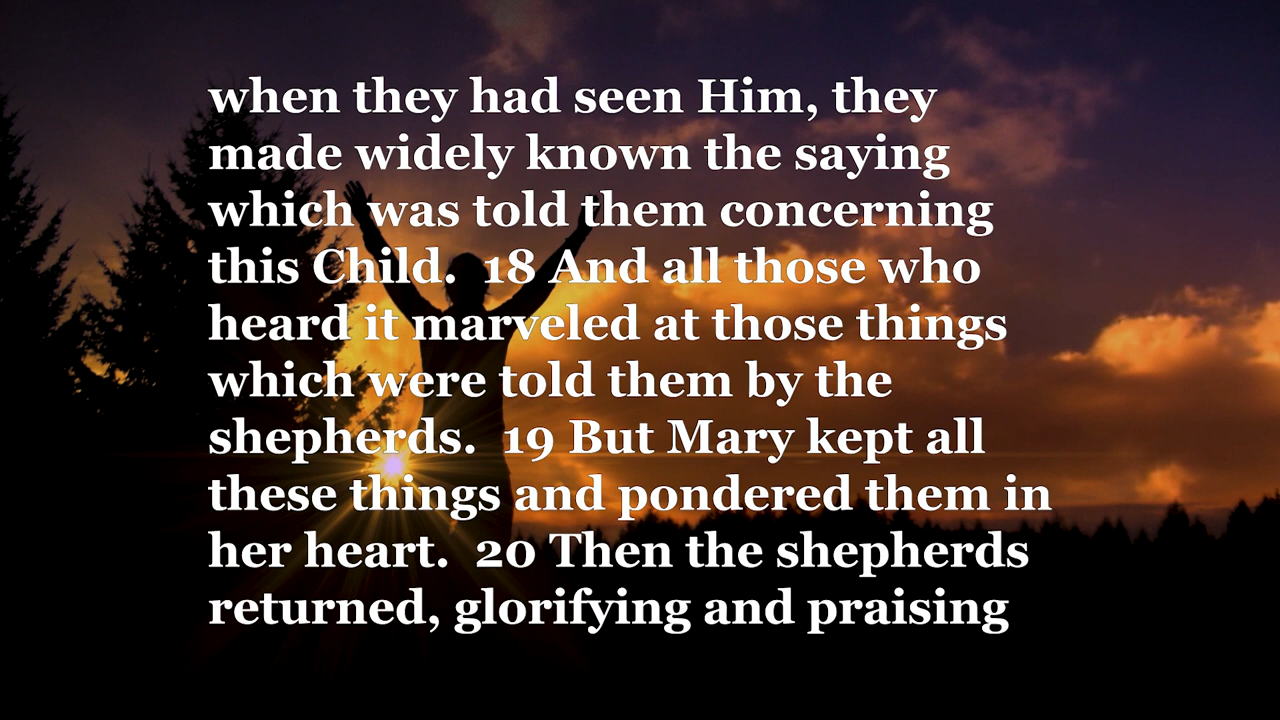 when they had seen Him, they
made widely known the saying
which was told them concerning
this Child.  18 And all those who
heard it marveled at those things
which were told them by the
shepherds.  19 But Mary kept all
these things and pondered them in
her heart.  20 Then the shepherds
returned, glorifying and praising